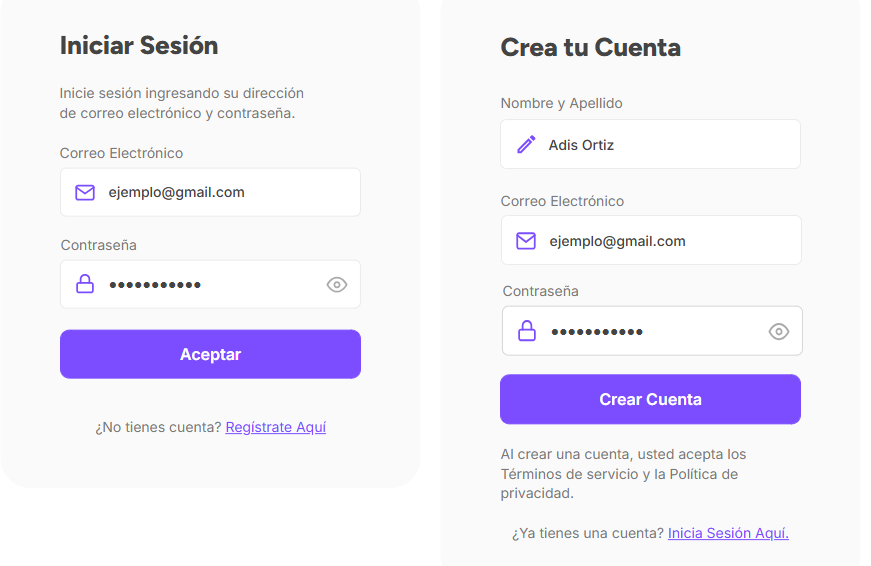 Iniciar Sesión
Inicie sesión ingresando su dirección
de correo electrónico y contraseña.
Correo Electrónico
ejemplo@gmail.com
Contraseña
•••••••••••
Aceptar
¿No tienes cuenta? Regístrate Aquí
Crea tu Cuenta
Nombre y Apellido
Adis Ortiz
Correo Electrónico
ejemplo@gmail.com
Contraseña
•••••••••••
Crear Cuenta
Al crear una cuenta, usted acepta los
Términos de servicio y la Política de
privacidad.
¿Ya tienes una cuenta? Inicia Sesión Aquí.